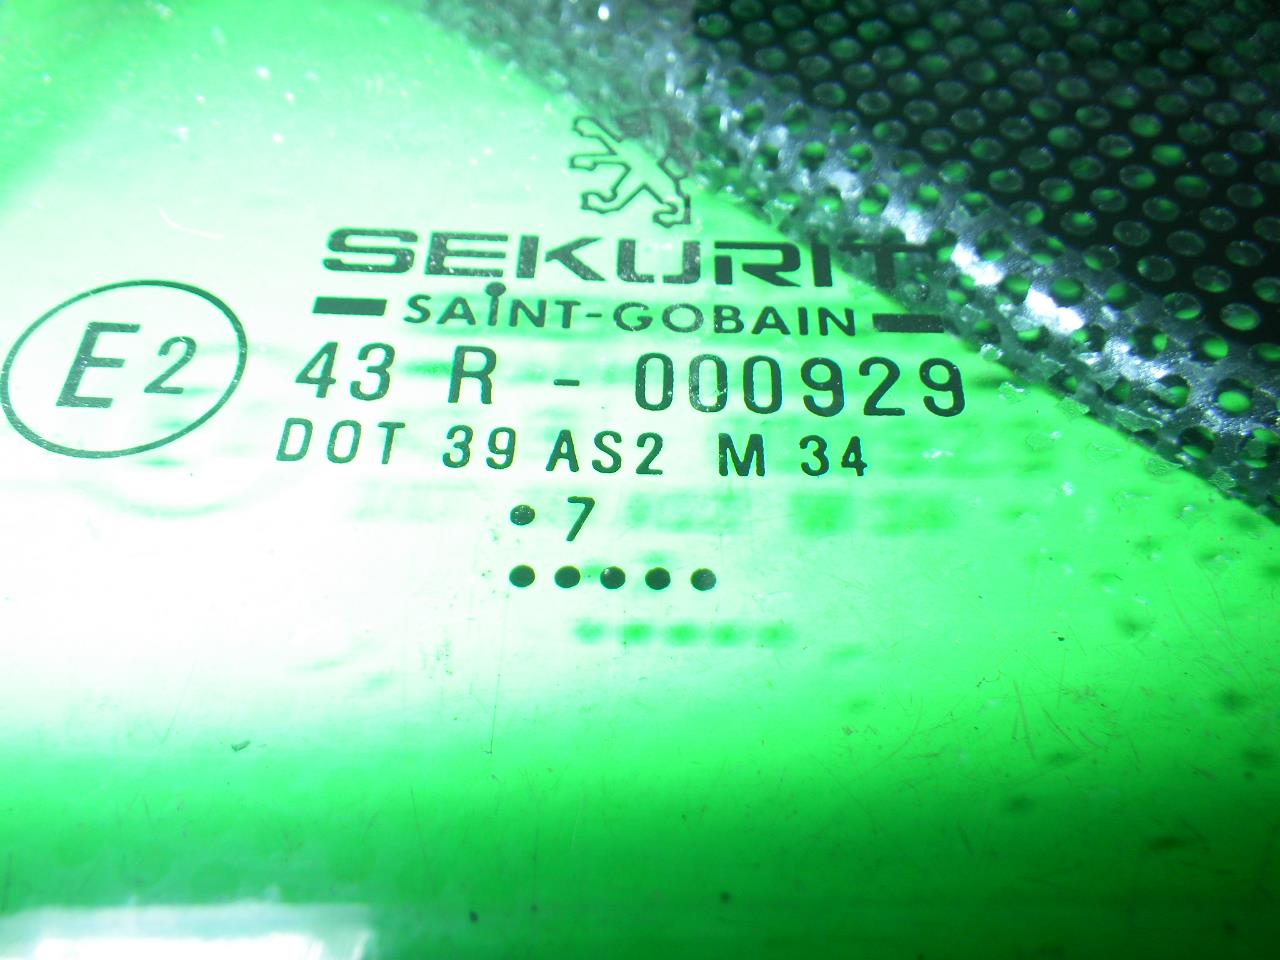 SEKURIT
SAINT-GOBAIN
E2
43 R - 000929
DOT 39 AS2 M 34
• 7
• • • • •